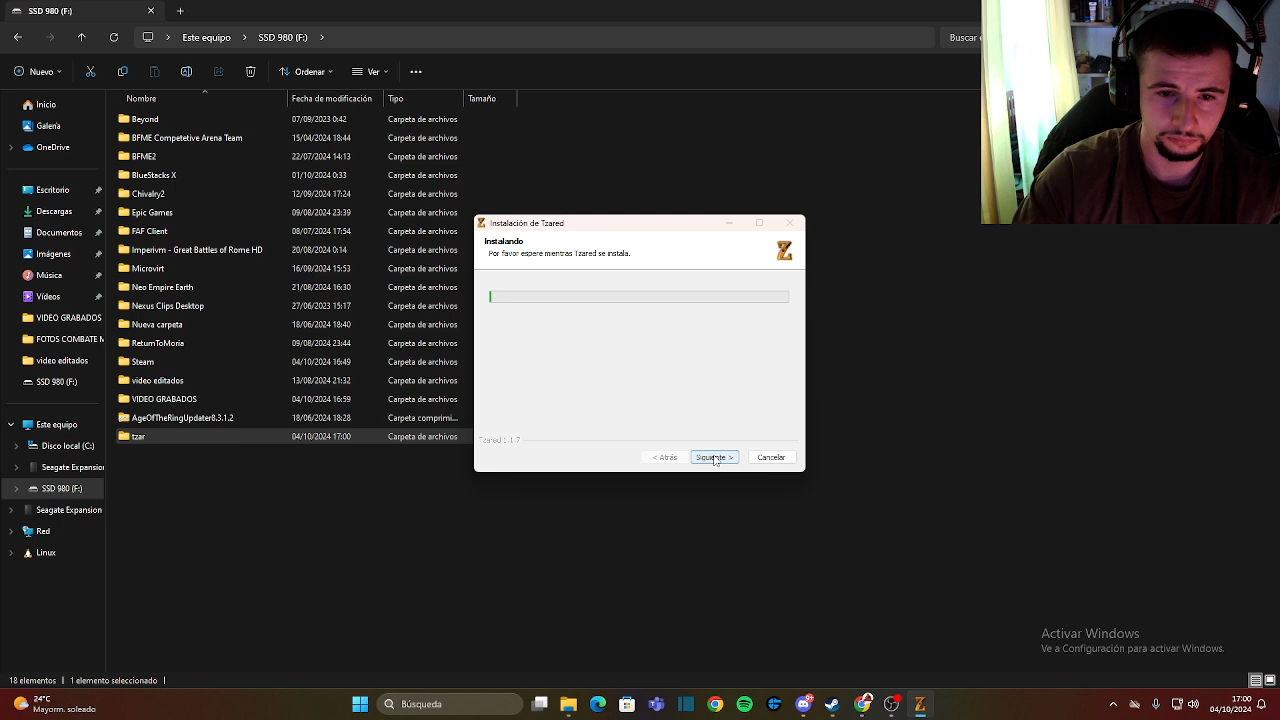 SSD 980 (F:)
Este equipo
SSD 980 (F:)
Buscar e
Nuevo
Ordenar
Ver
Inicio
Galería
OneDrive
Escritorio
Descargas
Imágenes
Música
Vídeos
VIDEO GRABADOS
FOTOS COMBATE M
video editados
SSD 980 (F:)
Este equipo
Disco local (C:)
SSD 980 (F:)
Seagate Expansion
Red
Linux
Nombre Fecha de modificación Tipo Tamaño
Beyond 07/08/2023 0:42 Carpeta de archivos
BFME Competetive Arena Team 15/04/2024 18:44 Carpeta de archivos
BFME2 22/07/2024 14:13 Carpeta de archivos
BlueStacks X 01/10/2024 0:33 Carpeta de archivos
Chivalry2 12/09/2024 17:24 Carpeta de archivos
Epic Games 09/08/2024 23:39 Carpeta de archivos
FAF Client 08/02/2024 17:54 Carpeta de archivos
Imperivm - Great Battles of Rome HD 20/08/2024 0:14 Carpeta de archivos
Microvirt 16/09/2024 15:53 Carpeta de archivos
Neo Empire Earth 21/08/2024 16:30 Carpeta de archivos
Nexus Clips Desktop 27/06/2023 15:17 Carpeta de archivos
Nueva carpeta 18/06/2024 18:40 Carpeta de archivos
ReturnToMoria 09/08/2024 23:44 Carpeta de archivos
Steam 04/10/2024 16:49 Carpeta de archivos
video editados 13/08/2024 21:32 Carpeta de archivos
VIDEO GRABADOS 04/10/2024 16:59 Carpeta de archivos
AgeOfTheRingUpdater8.3.1.2 18/06/2024 18:28 Carpeta comprimi...
tzar 04/10/2024 17:00 Carpeta de archivos
Instalación de Tzared
Instalando
Por favor espere mientras Tzared se instala.
Tzared 1.1.7
< Atrás
Siguiente >
Cancelar
Activar Windows
Ve a Configuración para activar Windows.
18 elementos
1 elemento seleccionado
24°C
Mayorm. soleado
Búsqueda
17:00
04/10/2024